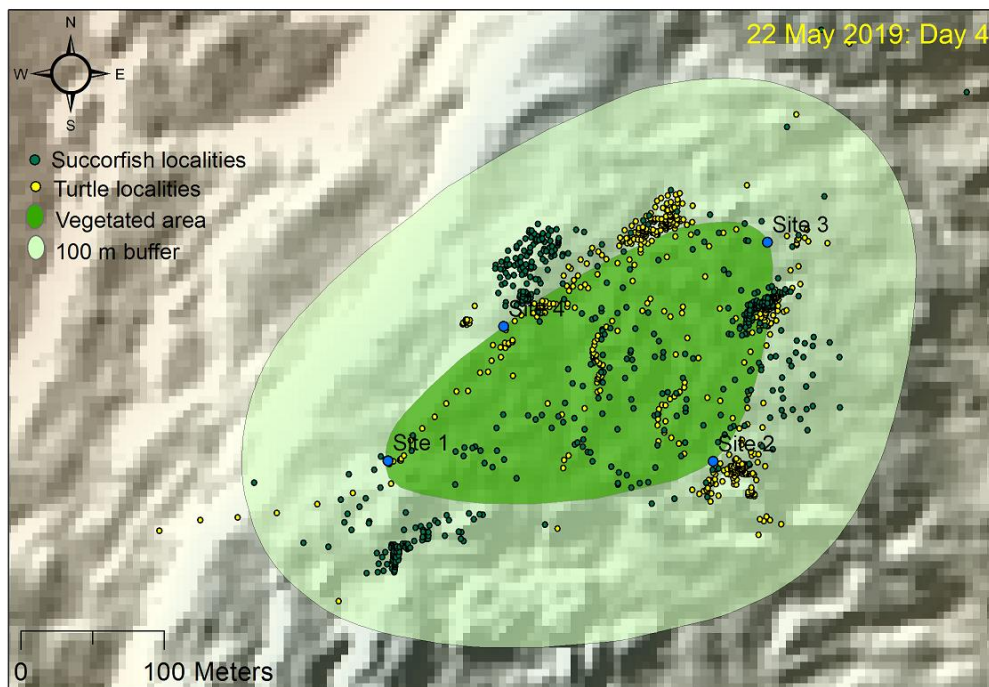 22 May 2019: Day 4
N
W E
S
Succorfish localities
Turtle localities
Vegetated area
100 m buffer
Site 3
Site 4
Site 1
Site 2
0 100 Meters